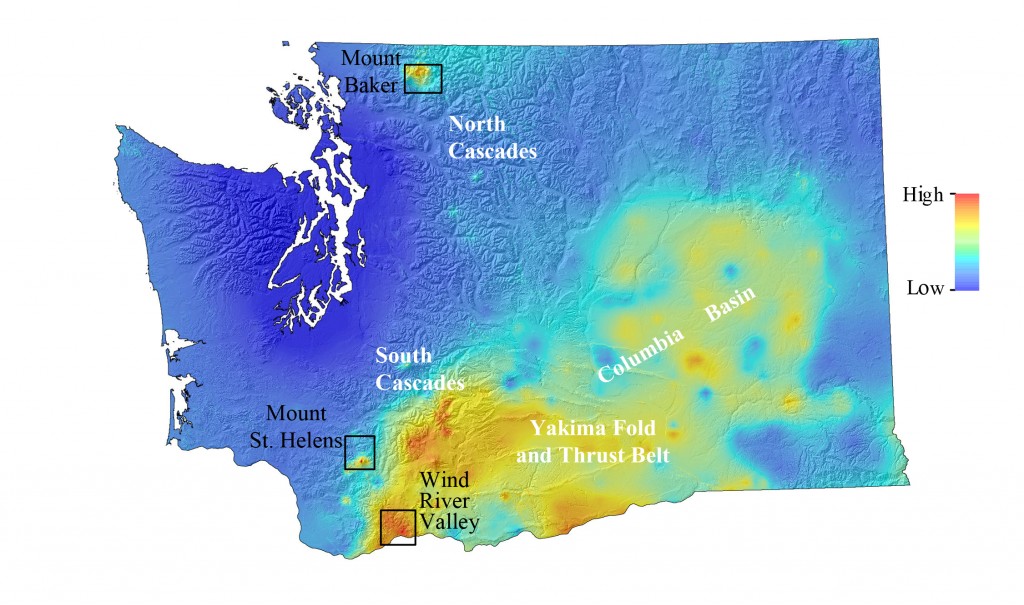 Mount
Baker
North
Cascades
High
Low
Columbia Basin
South
Cascades
Mount
St. Helens
Yakima Fold
and Thrust Belt
Wind
River
Valley